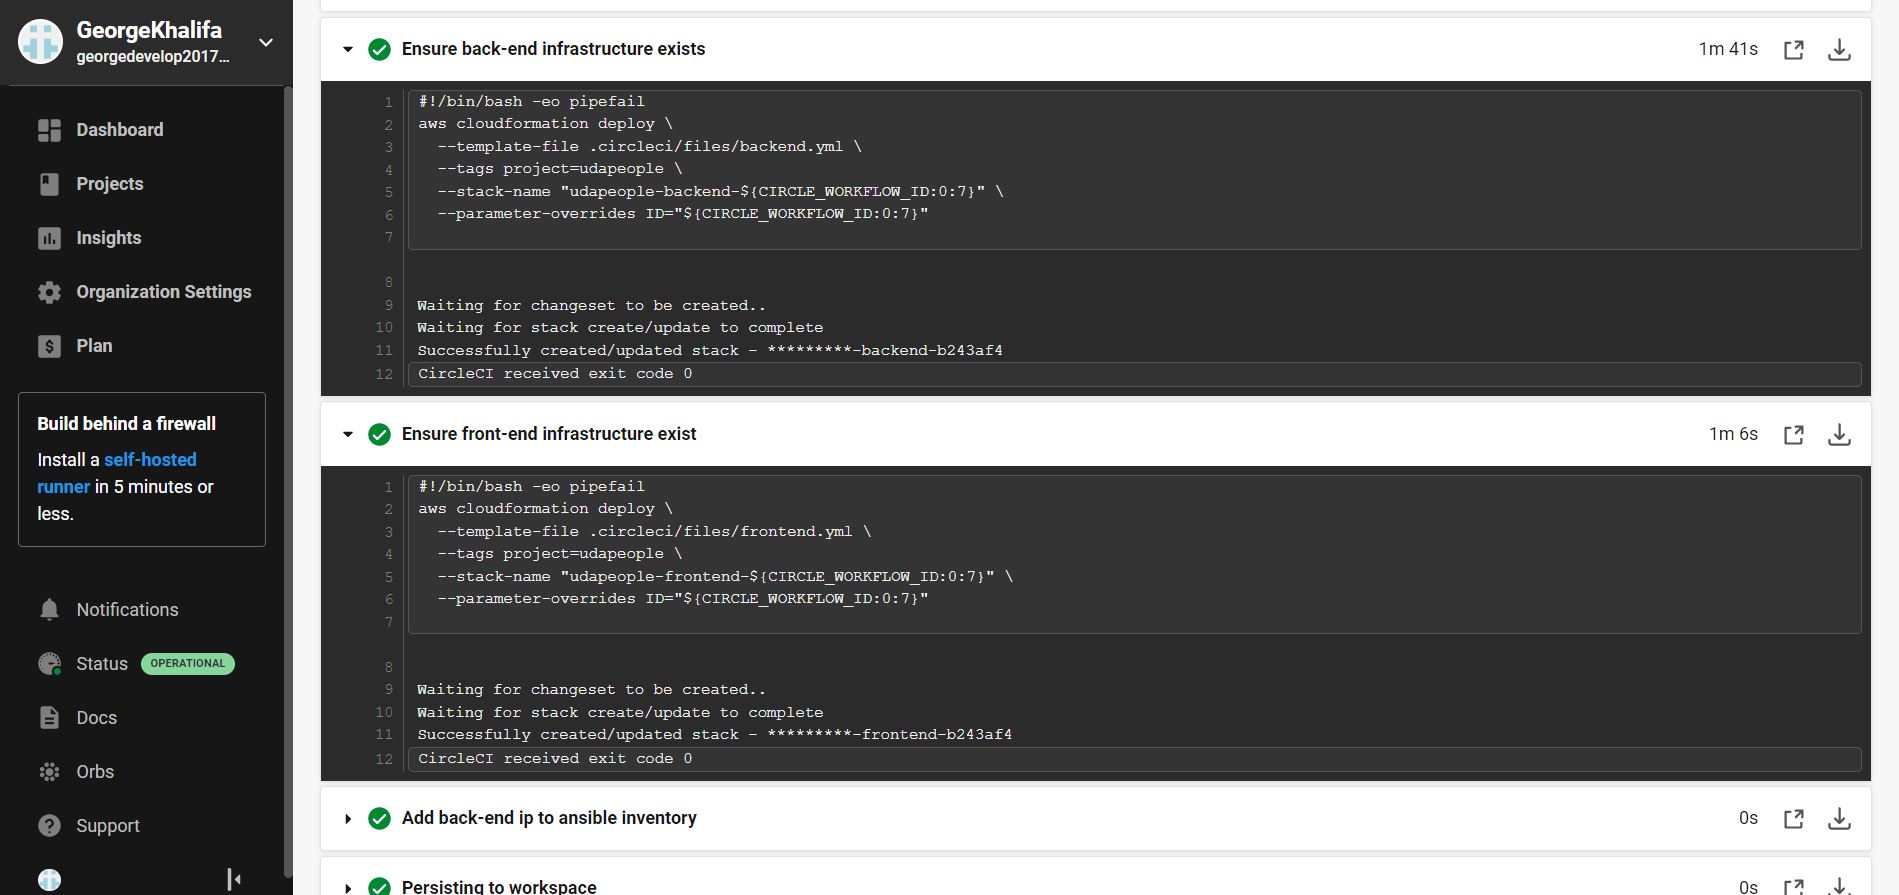 GeorgeKhalifa
georgedevelop2017...
Dashboard
Projects
Insights
Organization Settings
Plan
Build behind a firewall
Install a self-hosted
runner in 5 minutes or
less.
Notifications
Status OPERATIONAL
Docs
Orbs
Support
Ensure back-end infrastructure exists 1m 41s
1 #!/bin/bash -eo pipefail
2 aws cloudformation deploy \
3 --template-file .circleci/files/backend.yml \
4 --tags project=udapeople \
5 --stack-name "udapeople-backend-${CIRCLE_WORKFLOW_ID:0:7}" \
6 --parameter-overrides ID="${CIRCLE_WORKFLOW_ID:0:7}"
7
8
9 Waiting for changeset to be created..
10 Waiting for stack create/update to complete
11 Successfully created/updated stack - *********-backend-b243af4
12 CircleCI received exit code 0
Ensure front-end infrastructure exist 1m 6s
1 #!/bin/bash -eo pipefail
2 aws cloudformation deploy \
3 --template-file .circleci/files/frontend.yml \
4 --tags project=udapeople \
5 --stack-name "udapeople-frontend-${CIRCLE_WORKFLOW_ID:0:7}" \
6 --parameter-overrides ID="${CIRCLE_WORKFLOW_ID:0:7}"
7
8
9 Waiting for changeset to be created..
10 Waiting for stack create/update to complete
11 Successfully created/updated stack - *********-frontend-b243af4
12 CircleCI received exit code 0
Add back-end ip to ansible inventory 0s
Persisting to workspace 0s